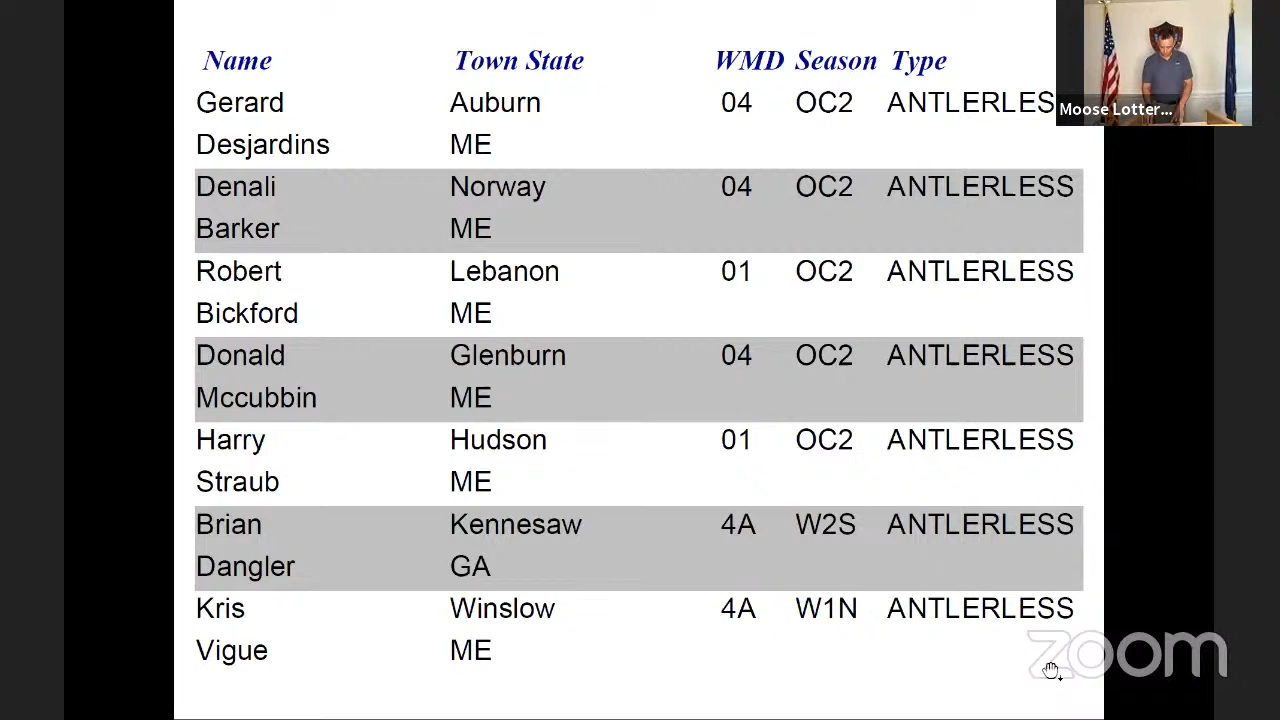 Name Town State WMD Season Type
Gerard Auburn 04 OC2 ANTLERLES
Desjardins ME
Denali Norway 04 OC2 ANTLERLESS
Barker ME
Robert Lebanon 01 OC2 ANTLERLESS
Bickford ME
Donald Glenburn 04 OC2 ANTLERLESS
Mccubbin ME
Harry Hudson 01 OC2 ANTLERLESS
Straub ME
Brian Kennesaw 4A W2S ANTLERLESS
Dangler GA
Kris Winslow 4A W1N ANTLERLESS
Vigue ME
Moose Lotter...
zoom